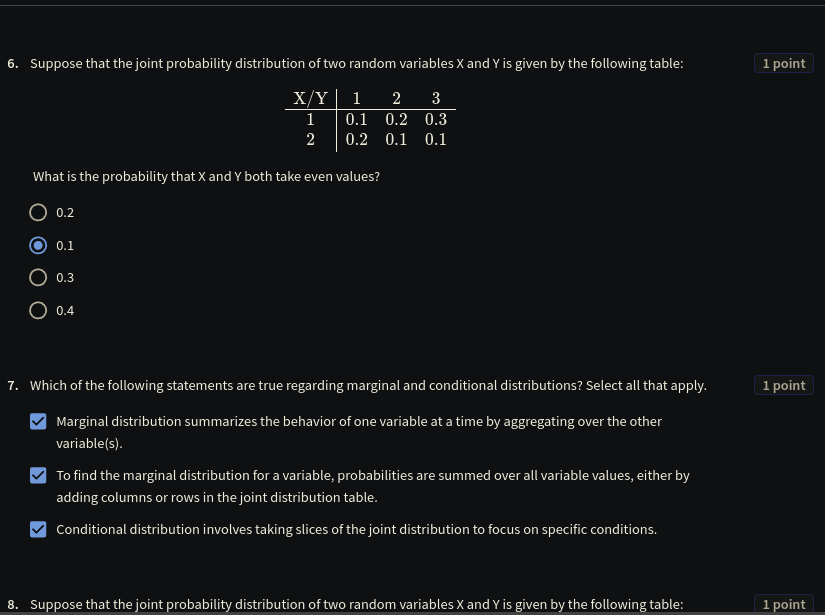 6. Suppose that the joint probability distribution of two random variables X and Y is given by the following table: 1 point
X/Y 1 2 3
1 0.1 0.2 0.3
2 0.2 0.1 0.1
What is the probability that X and Y both take even values?
0.2
0.1
0.3
0.4
7. Which of the following statements are true regarding marginal and conditional distributions? Select all that apply. 1 point
Marginal distribution summarizes the behavior of one variable at a time by aggregating over the other
variable(s).
To find the marginal distribution for a variable, probabilities are summed over all variable values, either by
adding columns or rows in the joint distribution table.
Conditional distribution involves taking slices of the joint distribution to focus on specific conditions.
8. Suppose that the joint probability distribution of two random variables X and Y is given by the following table: 1 point